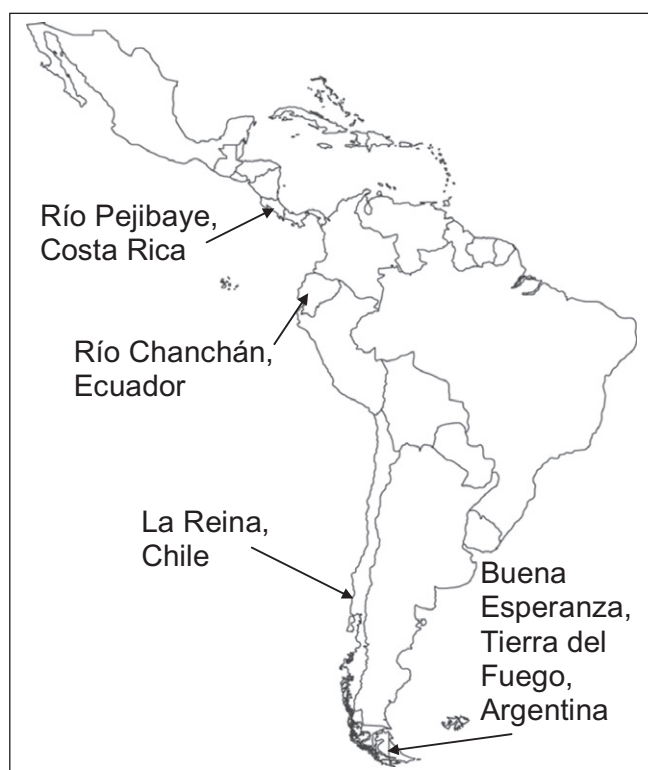 Río Pejibaye,
Costa Rica
Río Chanchán,
Ecuador
La Reina,
Chile
Buena
Esperanza,
Tierra del
Fuego,
Argentina